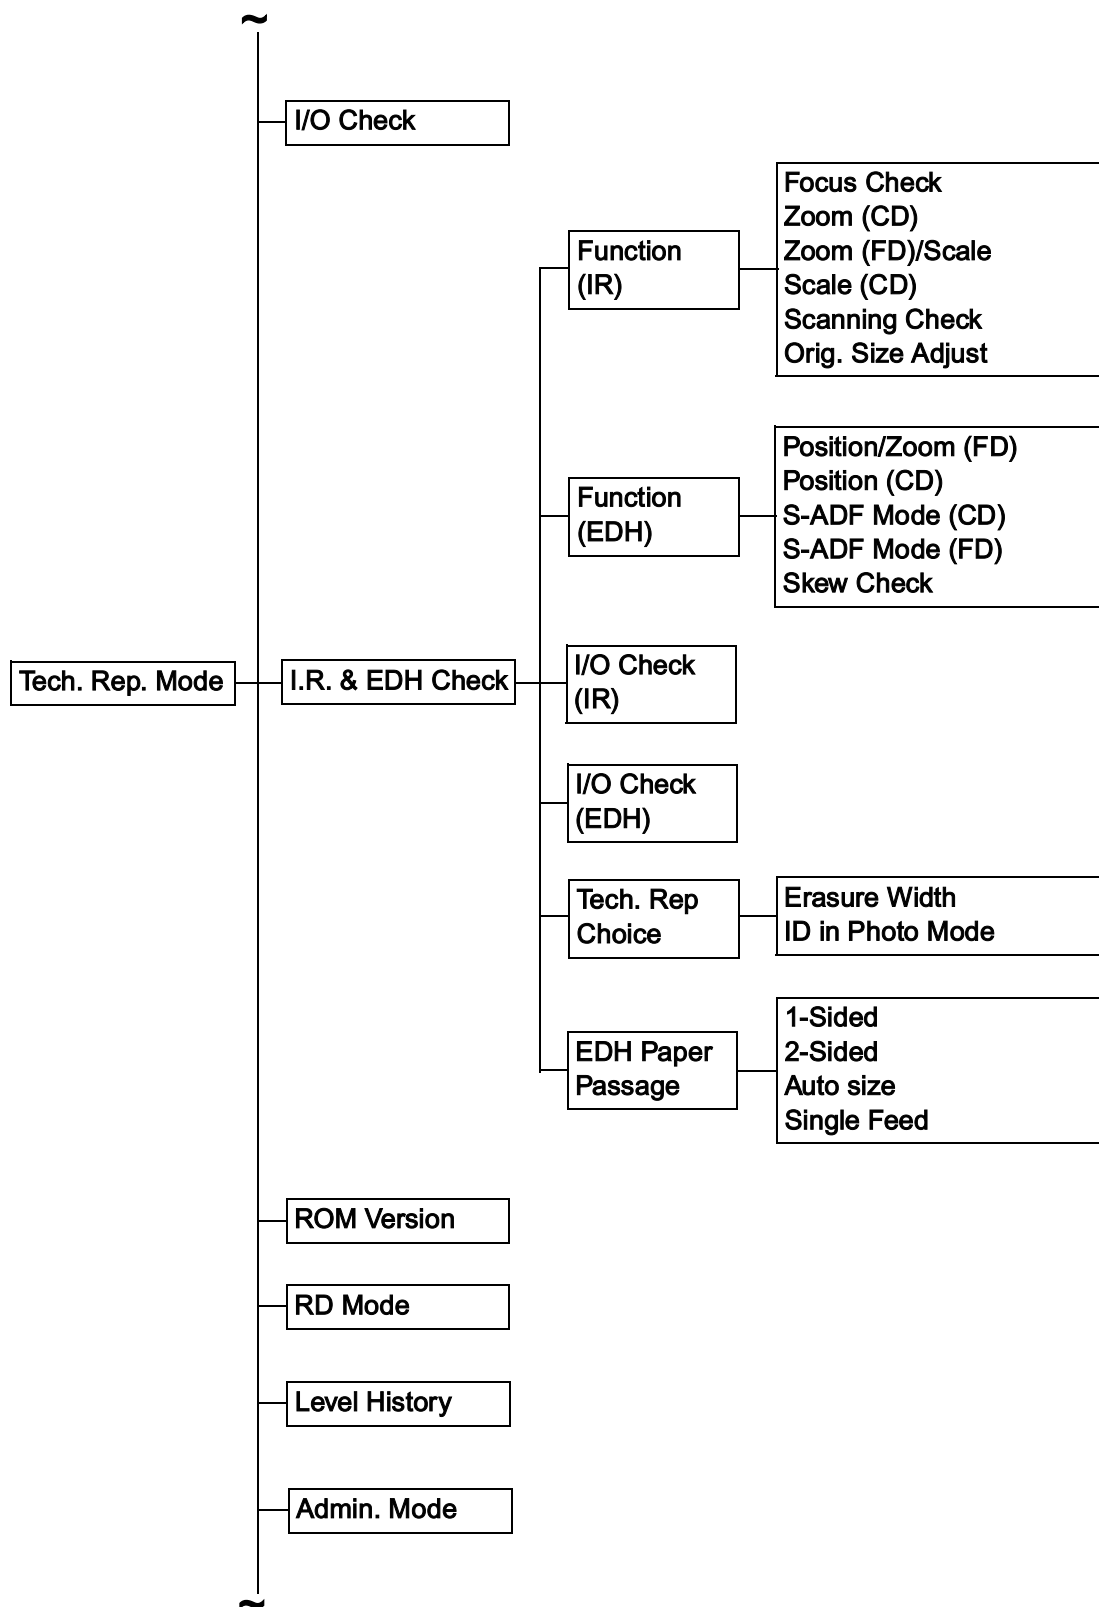 ~
I/O Check
Focus Check
Zoom (CD)
Zoom (FD)/Scale
Scale (CD)
Scanning Check
Orig. Size Adjust
Function
(IR)
Position/Zoom (FD)
Position (CD)
S-ADF Mode (CD)
S-ADF Mode (FD)
Skew Check
Function
(EDH)
Tech. Rep. Mode
I.R. & EDH Check
I/O Check
(IR)
I/O Check
(EDH)
Tech. Rep
Choice
Erasure Width
ID in Photo Mode
EDH Paper
Passage
1-Sided
2-Sided
Auto size
Single Feed
ROM Version
RD Mode
Level History
Admin. Mode
~